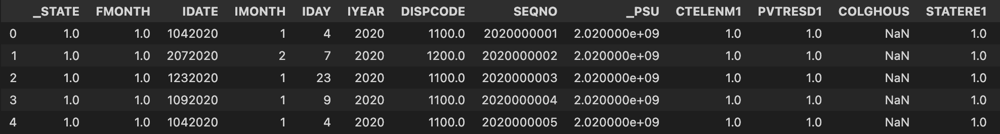 _STATE FMONTH IDATE IMONTH IDAY IYEAR DISPCODE SEQNO _PSU CTELENM1 PVTRESD1 COLGHOUS STATERE1
0 1.0 1.0 1042020 1 4 2020 1100.0 2020000001 2.020000e+09 1.0 1.0 NaN 1.0
1 1.0 1.0 2072020 2 7 2020 1200.0 2020000002 2.020000e+09 1.0 1.0 NaN 1.0
2 1.0 1.0 1232020 1 23 2020 1100.0 2020000003 2.020000e+09 1.0 1.0 NaN 1.0
3 1.0 1.0 1092020 1 9 2020 1100.0 2020000004 2.020000e+09 1.0 1.0 NaN 1.0
4 1.0 1.0 1042020 1 4 2020 1100.0 2020000005 2.020000e+09 1.0 1.0 NaN 1.0